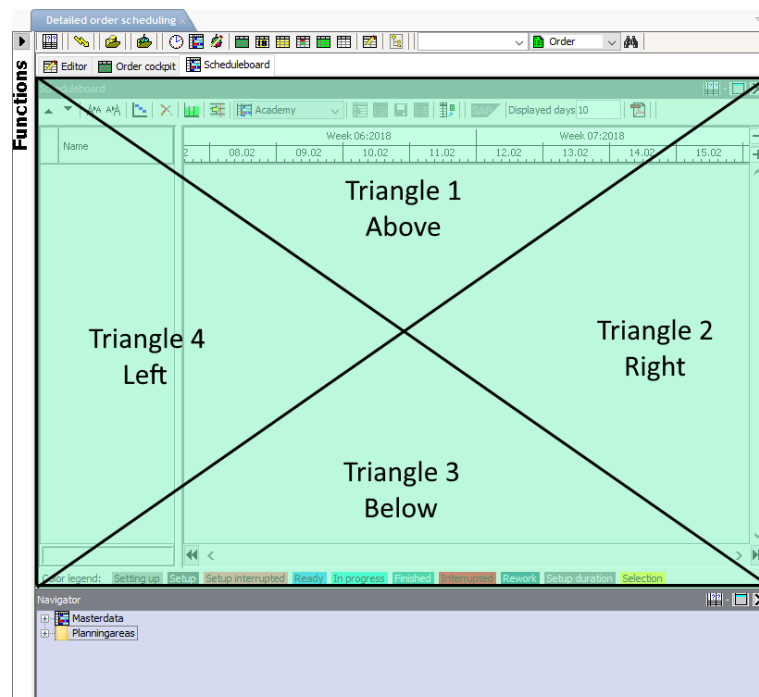 Detailed order scheduling
Order
Functions
Editor Order cockpit Scheduleboard
Scheduleboard
Academy Displayed days 10
Week 06:2018 Week 07:2018
Name
2 08.02 09.02 10.02 11.02 12.02 13.02 14.02 15.02
Triangle 1
Above
Triangle 2
Right
Triangle 4
Left
Triangle 3
Below
Color legend: Setting up Setup Setup interrupted Ready In progress Finished Interrupted Rework Setup duration Selection
Navigator
Masterdata
Planningareas